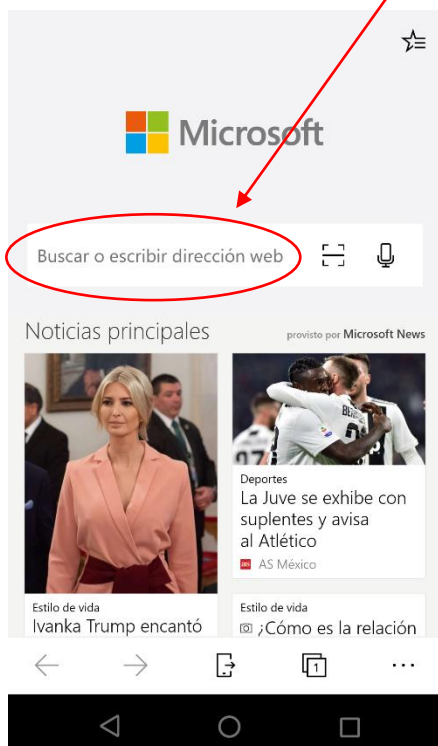 Microsoft
Buscar o escribir dirección web
Noticias principales
provisto por Microsoft News
Deportes
La Juve se exhibe con
suplentes y avisa
al Atlético
AS México
Estilo de vida
Ivanka Trump encantó
Estilo de vida
¿Cómo es la relación
1